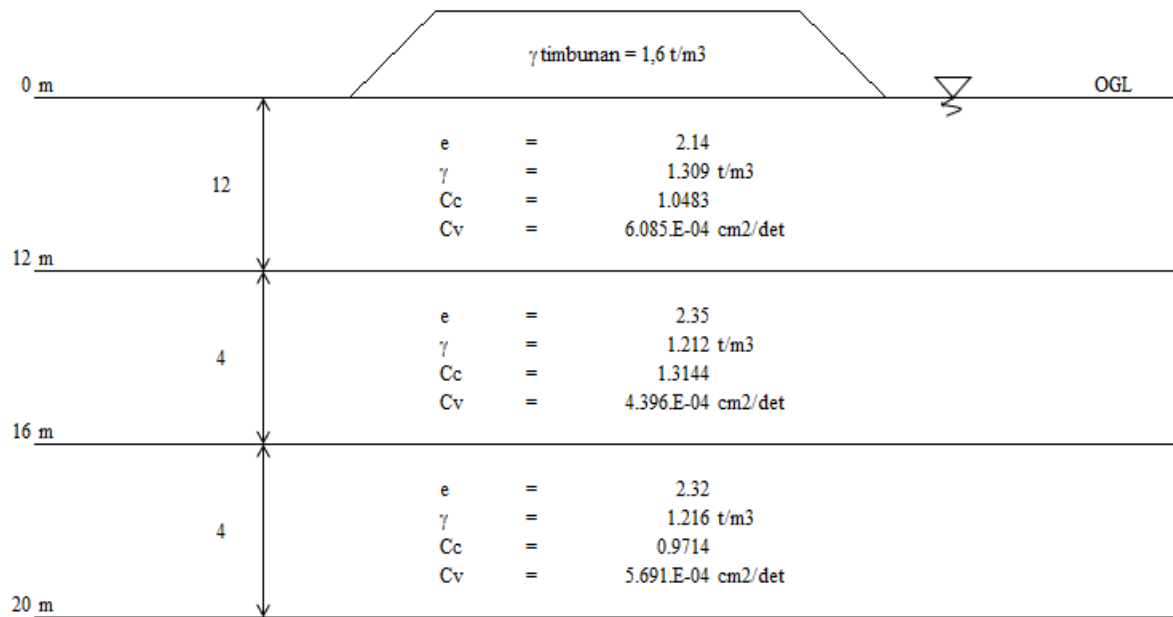 γ timbunan = 1,6 t/m3
0 m
OGL
e = 2.14
γ = 1.309 t/m3
12
Cc = 1.0483
Cv = 6.085.E-04 cm2/det
12 m
e = 2.35
γ = 1.212 t/m3
4
Cc = 1.3144
Cv = 4.396.E-04 cm2/det
16 m
e = 2.32
γ = 1.216 t/m3
4
Cc = 0.9714
Cv = 5.691.E-04 cm2/det
20 m